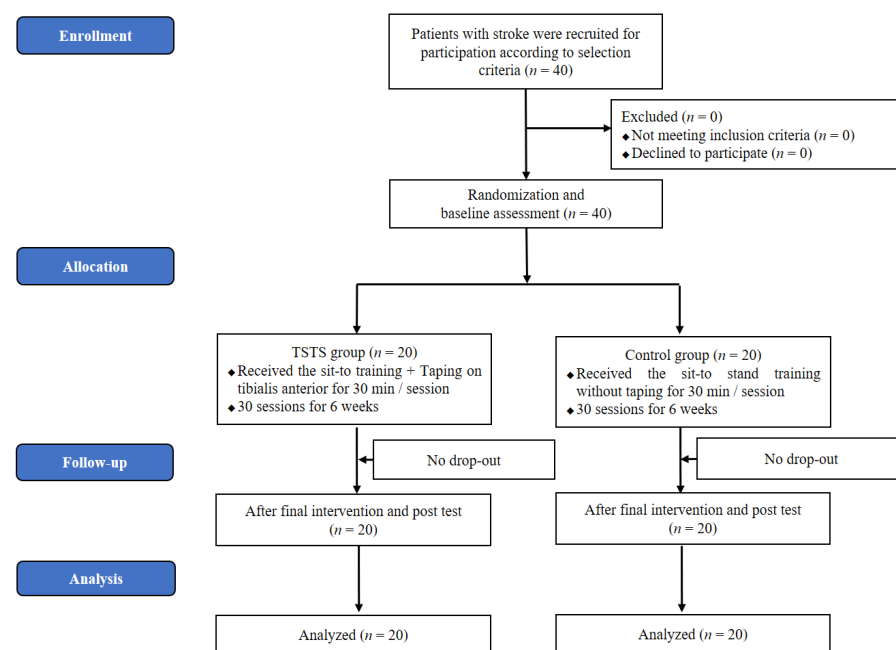 Enrollment
Patients with stroke were recruited for
participation according to selection
criteria (n = 40)
Excluded (n = 0)
◆Not meeting inclusion criteria (n = 0)
◆Declined to participate (n = 0)
Randomization and
baseline assessment (n = 40)
Allocation
TSTS group (n = 20)
◆Received the sit-to training + Taping on
tibialis anterior for 30 min / session
◆30 sessions for 6 weeks
Control group (n = 20)
◆Received the sit-to stand training
without taping for 30 min / session
◆30 sessions for 6 weeks
Follow-up
No drop-out
No drop-out
After final intervention and post test
(n = 20)
After final intervention and post test
(n = 20)
Analysis
Analyzed (n = 20)
Analyzed (n = 20)